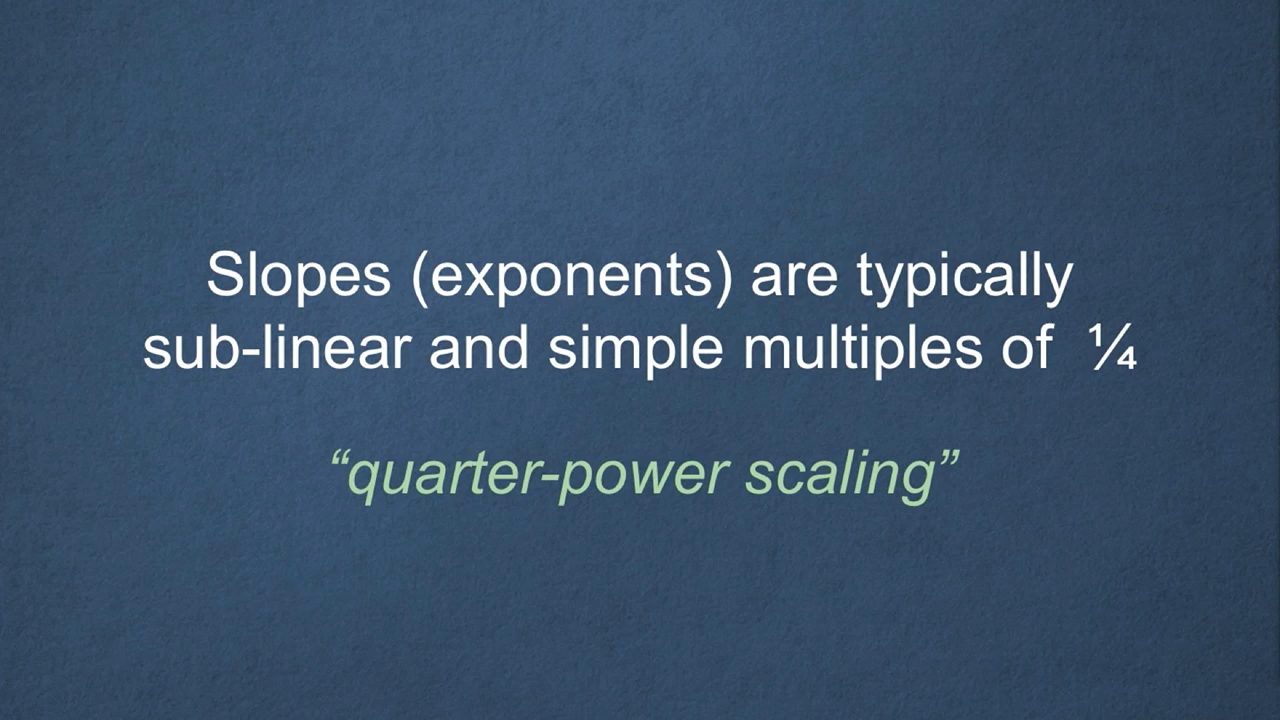 Slopes (exponents) are typically
sub-linear and simple multiples of ¼
“quarter-power scaling”